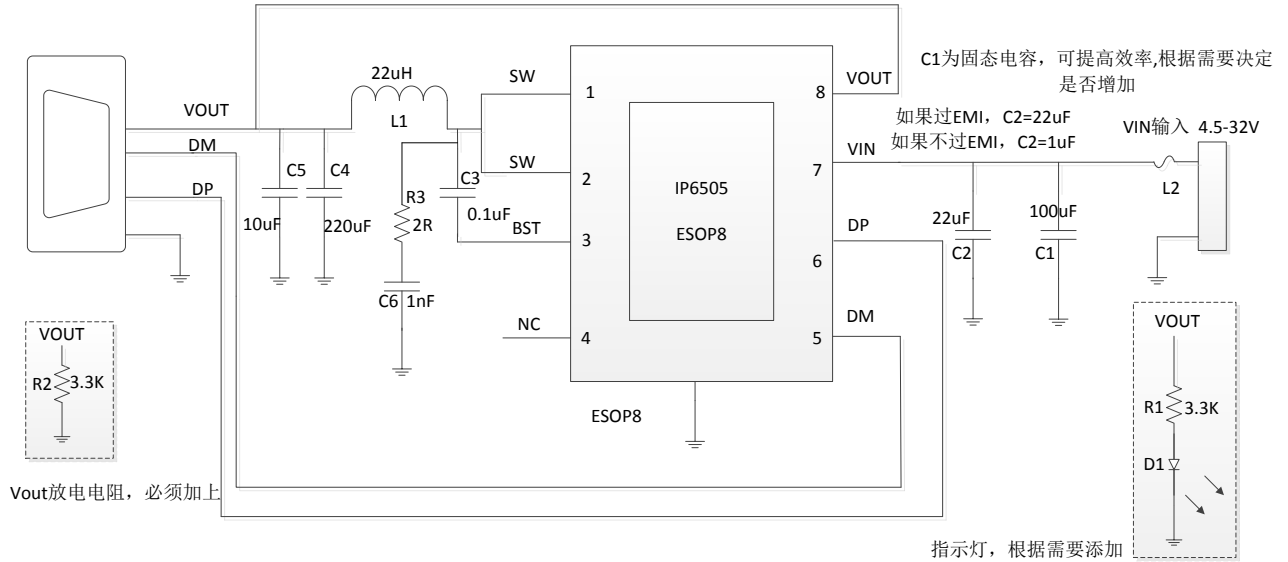 C1为固态电容，可提高效率,根据需要决定
是否增加
如果过EMI，C2=22uF
如果不过EMI，C2=1uF
VIN输入 4.5-32V
22uH
L1
SW
1
8
VOUT
VOUT
DM
DP
C5
10uF
C4
220uF
SW
2
R3
2R
C3
0.1uF
BST
3
C6
1nF
NC
4
IP6505
ESOP8
VIN
7
DP
6
DM
5
ESOP8
22uF
C2
100uF
C1
L2
VOUT
R2
3.3K
Vout放电电阻，必须加上
VOUT
R1
3.3K
D1
指示灯，根据需要添加